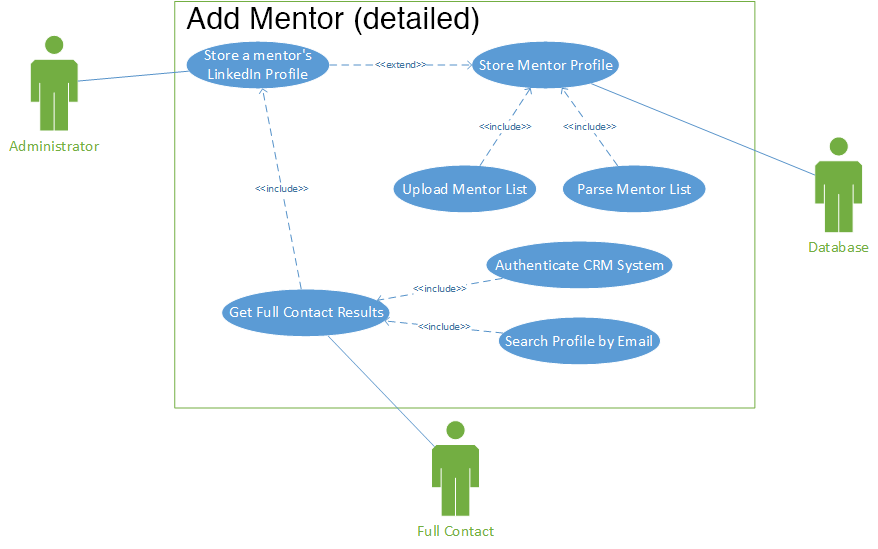 Add Mentor (detailed)
Store a mentor's
LinkedIn Profile
<<extend>>
Store Mentor Profile
Administrator
<<include>>
<<include>>
<<include>>
Upload Mentor List
Parse Mentor List
Database
Authenticate CRM System
<<include>>
Get Full Contact Results
<<include>>
Search Profile by Email
Full Contact